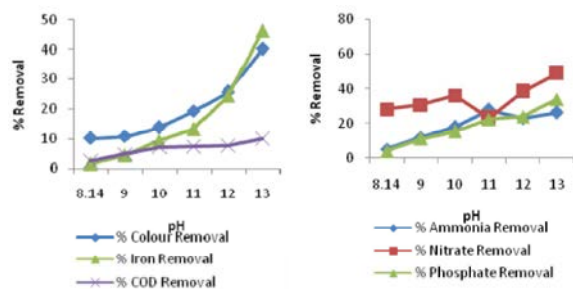 50
40
30
20
10
0
% Removal
8.14 9 10 11 12 13
pH
% Colour Removal
% Iron Removal
% COD Removal
80
60
40
20
0
% Removal
8.14 9 10 11 12 13
pH
% Ammonia Removal
% Nitrate Removal
% Phosphate Removal